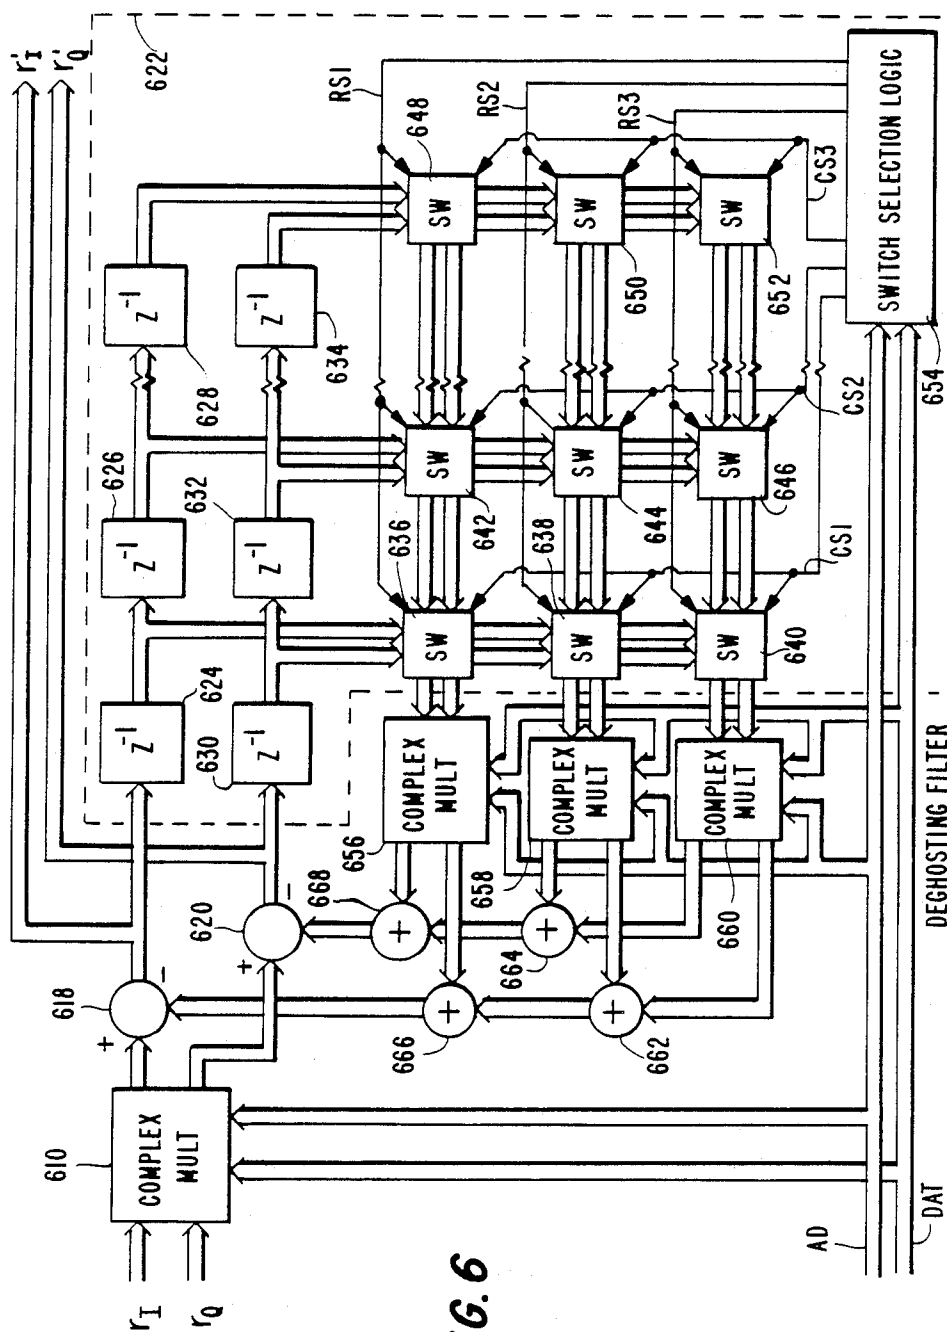 r'I
r'Q
622
RS1
RS2
RS3
648
SW
650
SW
652
SW
CS3
SWITCH SELECTION LOGIC
654
Z-1
628
Z-1
634
626
Z-1
632
Z-1
SW
642
SW
644
SW
646
CS2
Z-1
624
Z-1
630
636
SW
638
SW
SW
640
CS1
COMPLEX
MULT
656
COMPLEX
MULT
658
COMPLEX
MULT
660
DEGHOSTING FILTER
620
+
-
668
+
+
664
618
+
-
+
666
+
662
610
COMPLEX
MULT
rI
rQ
AD
DAT
G. 6